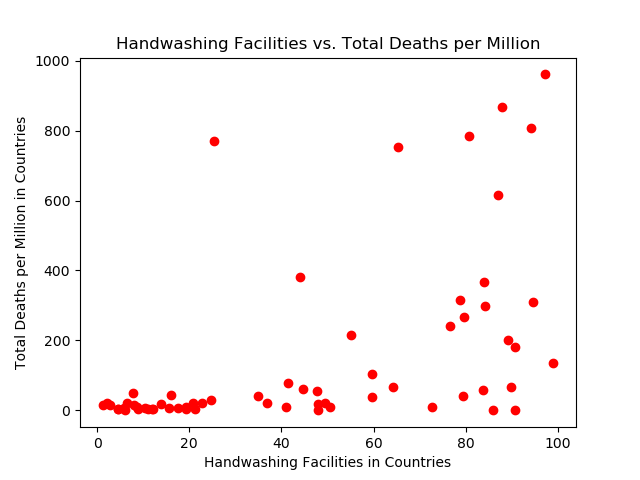 Handwashing Facilities vs. Total Deaths per Million
1000
800
600
400
200
0
Total Deaths per Million in Countries
0 20 40 60 80 100
Handwashing Facilities in Countries